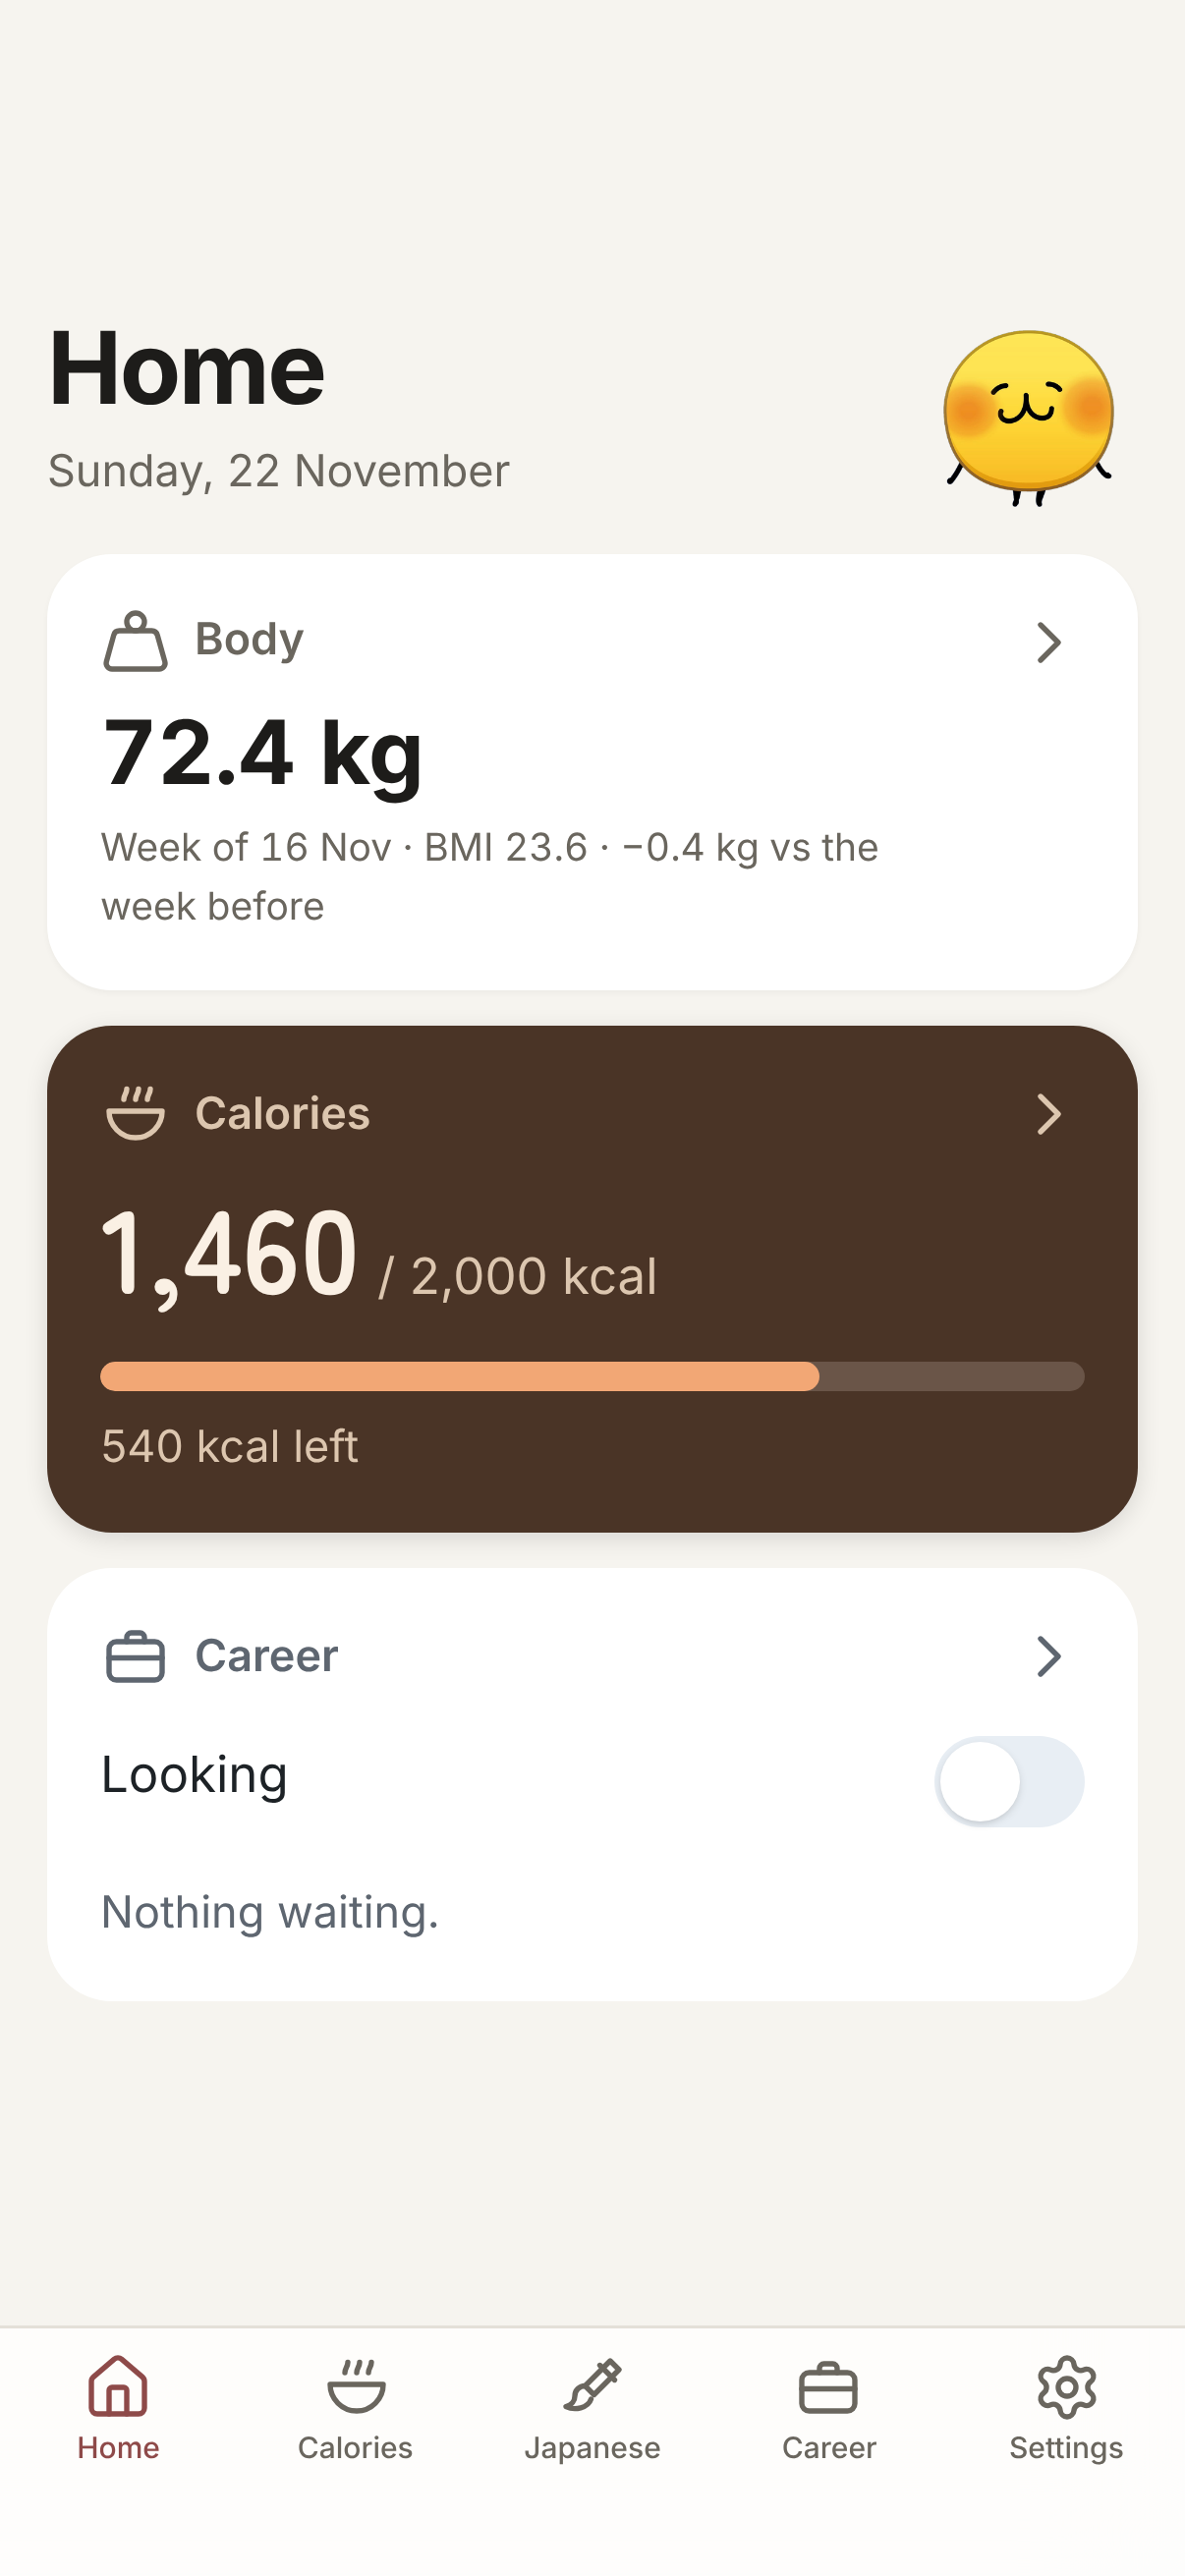 Home
Sunday, 22 November
Body
72.4 kg
Week of 16 Nov · BMI 23.6 · −0.4 kg vs the
week before
Calories
1,460 / 2,000 kcal
540 kcal left
Career
Looking
Nothing waiting.
Home
Calories
Japanese
Career
Settings